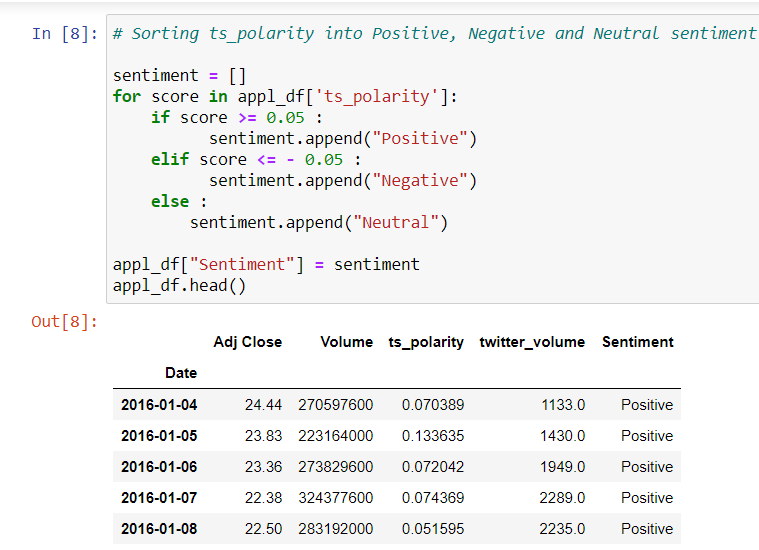 In [8]: # Sorting ts_polarity into Positive, Negative and Neutral sentiment
sentiment = []
for score in appl_df['ts_polarity']:
    if score >= 0.05 :
          sentiment.append("Positive")
    elif score <= - 0.05 :
          sentiment.append("Negative")
    else :
        sentiment.append("Neutral")
appl_df["Sentiment"] = sentiment
appl_df.head()
Out[8]:
Adj Close Volume ts_polarity twitter_volume Sentiment
Date
2016-01-04 24.44 270597600 0.070389 1133.0 Positive
2016-01-05 23.83 223164000 0.133635 1430.0 Positive
2016-01-06 23.36 273829600 0.072042 1949.0 Positive
2016-01-07 22.38 324377600 0.074369 2289.0 Positive
2016-01-08 22.50 283192000 0.051595 2235.0 Positive